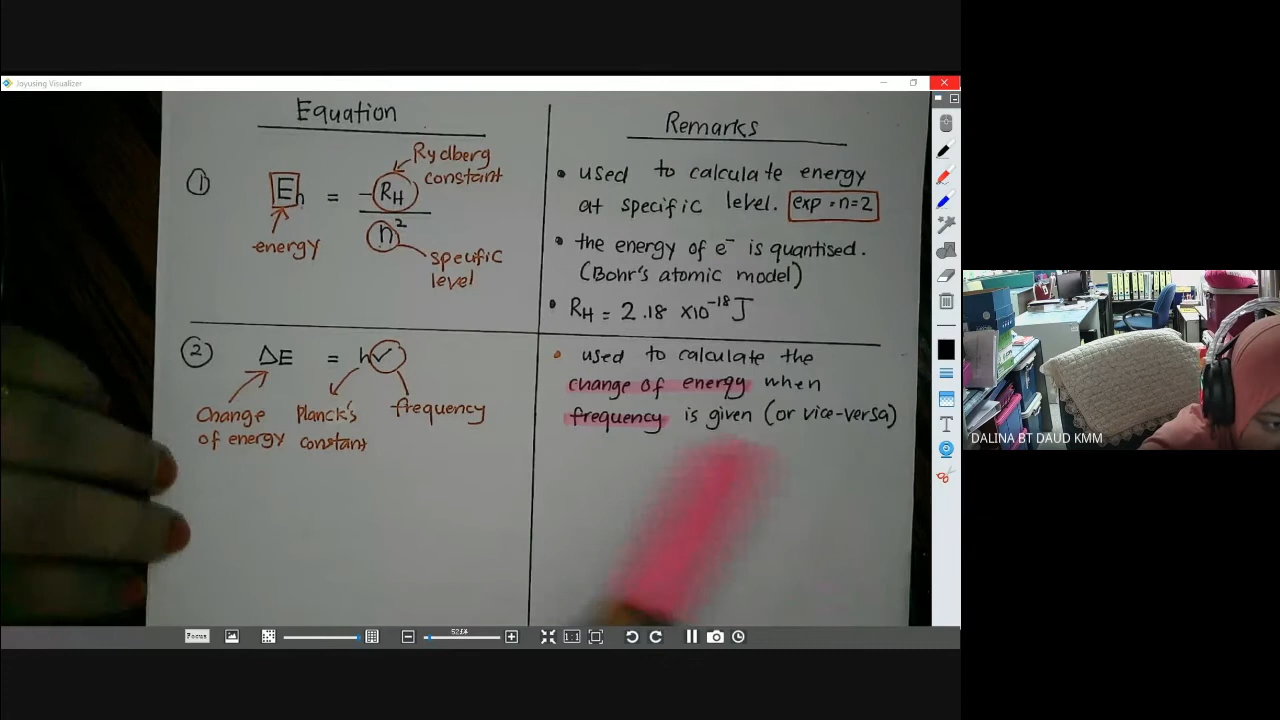 Joyusing Visualizer
Equation
Remarks
① Eₙ = -R_H / n²
Rydberg
constant
energy
specific
level
• used to calculate energy
at specific level. exp : n=2
• the energy of e⁻ is quantised.
(Bohr's atomic model)
• R_H = 2.18 x10⁻¹⁸ J
② ΔE = hν
Change
of energy
Planck's
constant
frequency
• used to calculate the
change of energy when
frequency is given (or vice-versa)
DALINA BT DAUD KMM
Focus
1:1
T